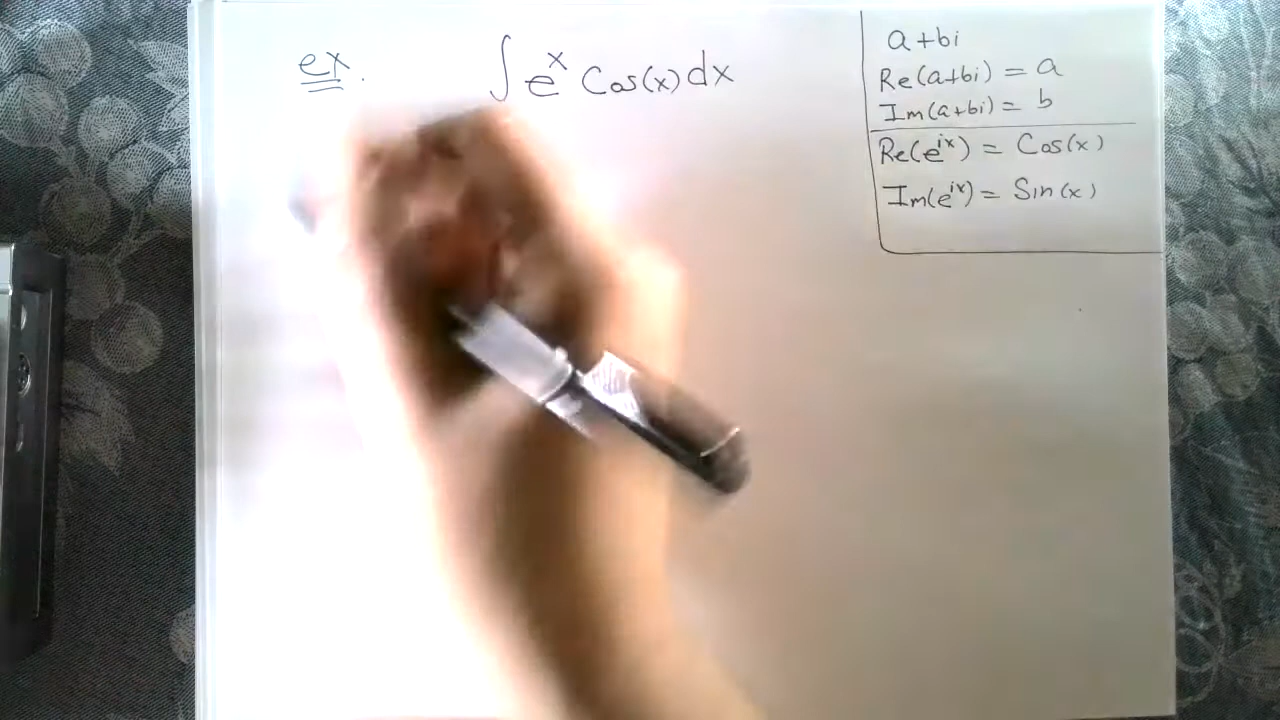 ex. ∫ e^x Cos(x) dx
a+bi
Re(a+bi) = a
Im(a+bi) = b
Re(e^ix) = Cos(x)
Im(e^ix) = Sin(x)